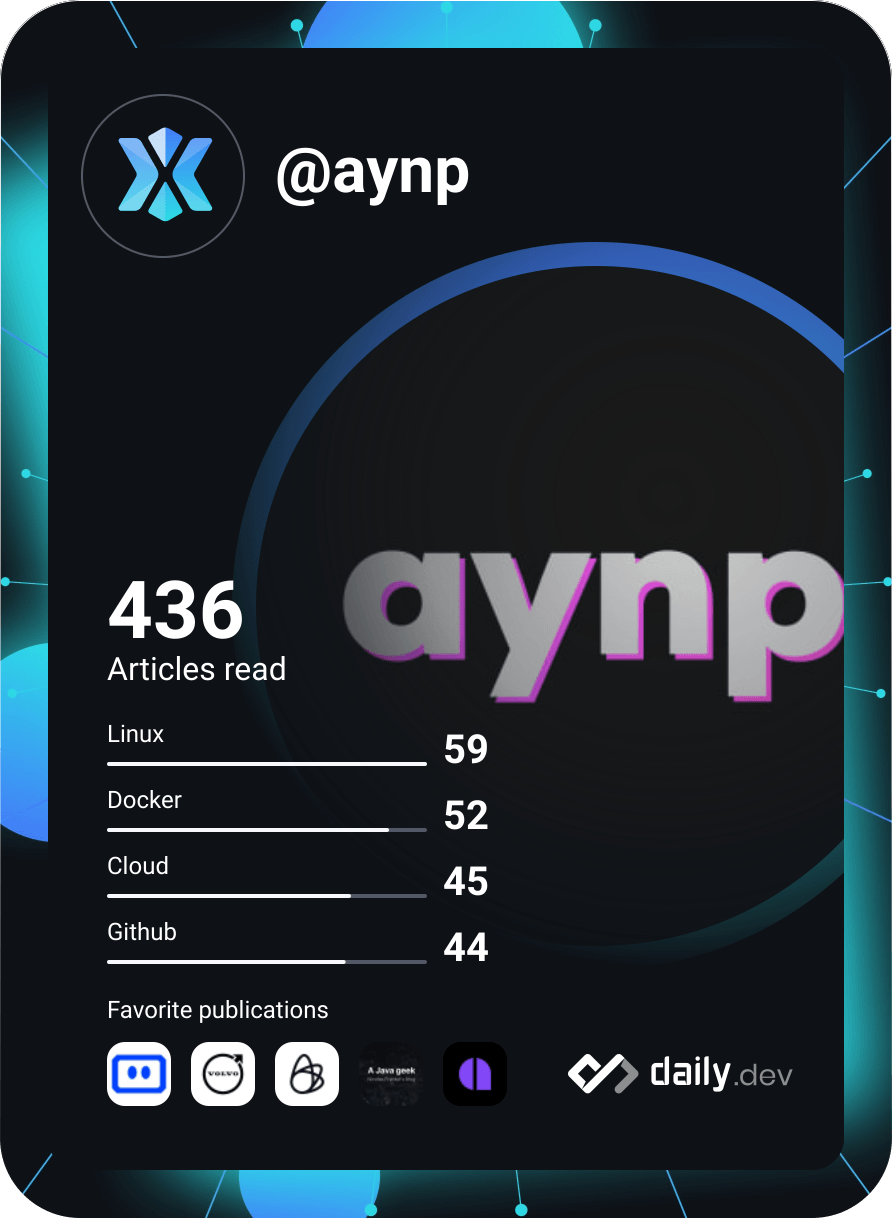 @aynp
aynp
436
Articles read
Linux
59
Docker
52
Cloud
45
Github
44
Favorite publications
VOLVO
A Java geek
daily.dev